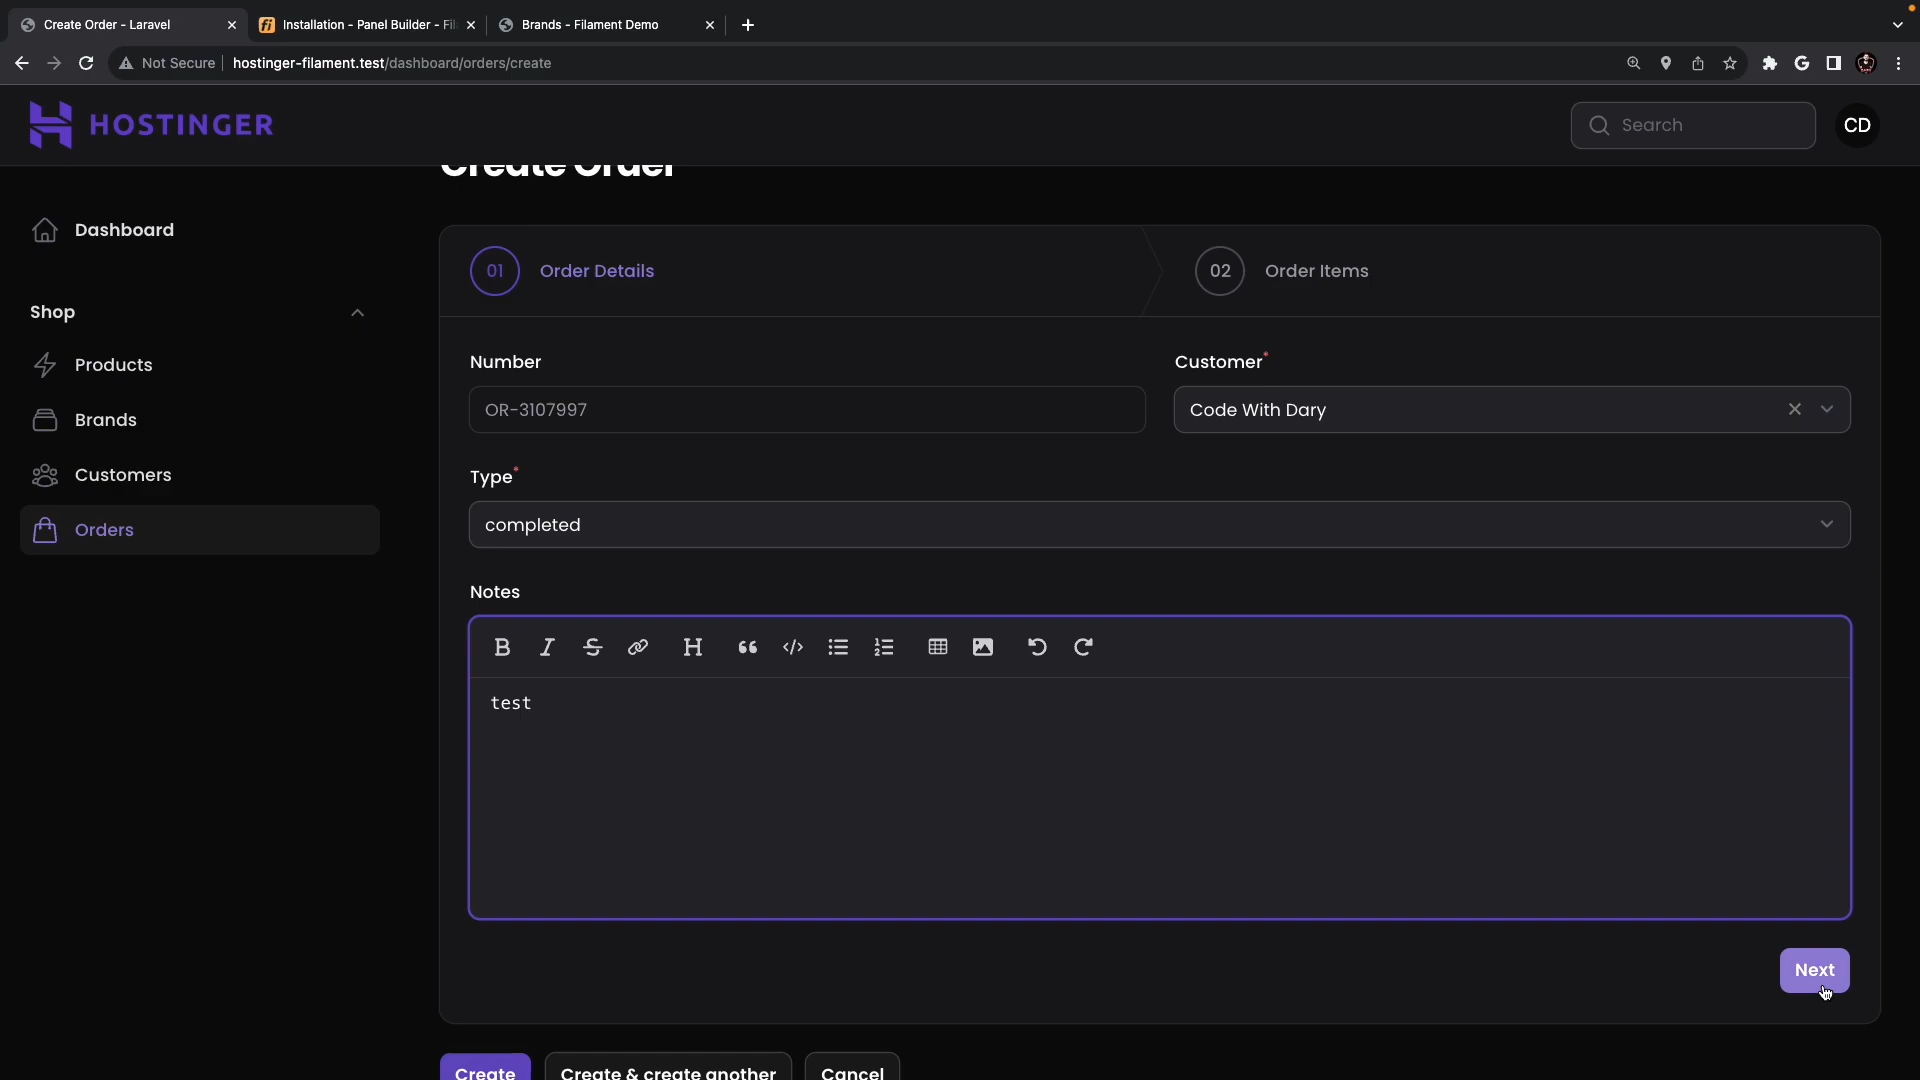 Create Order - Laravel
Installation - Panel Builder - Fil
Brands - Filament Demo
Not Secure
hostinger-filament.test/dashboard/orders/create
HOSTINGER
Search
CD
Create Order
Dashboard
01
Order Details
02
Order Items
Shop
Products
Brands
Customers
Orders
Number
Customer*
OR-3107997
Code With Dary
Type*
completed
Notes
test
Next
Create
Create & create another
Cancel